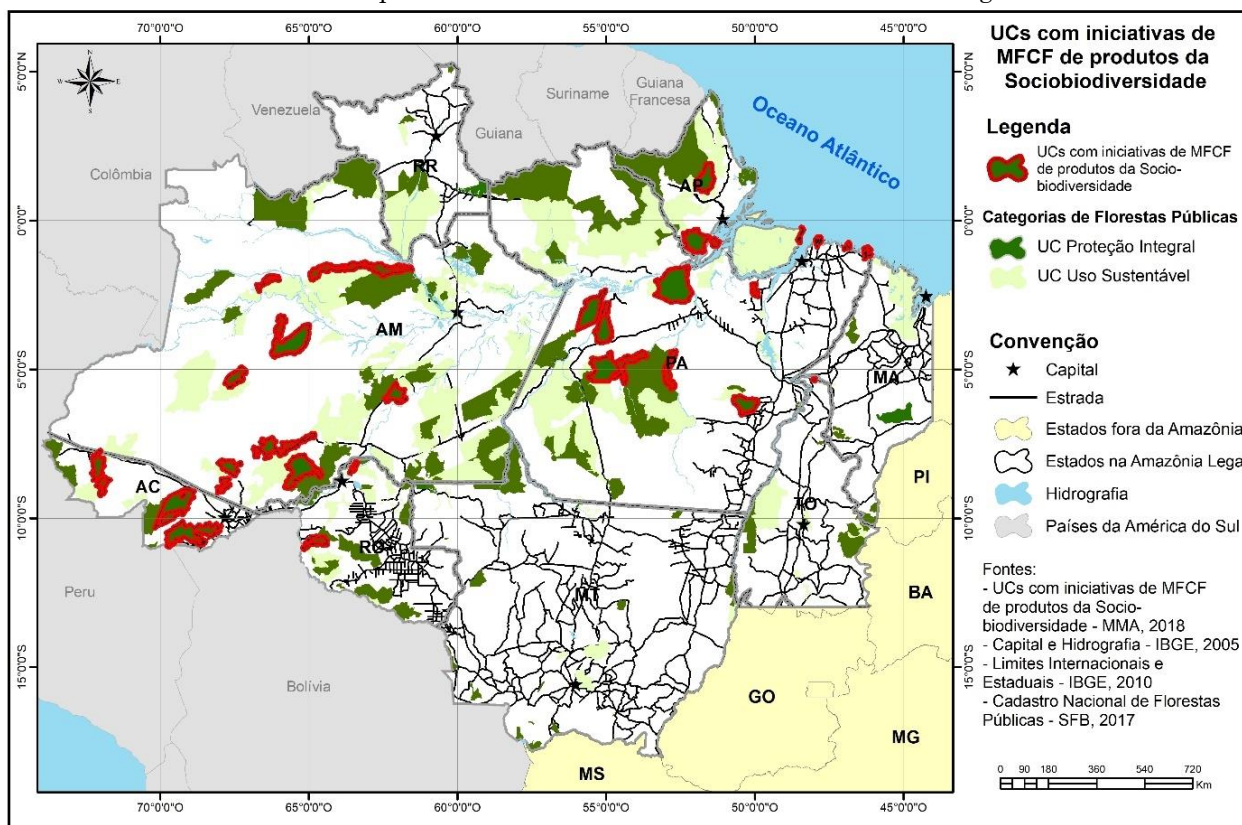 70°0'0"O
65°0'0"O
60°0'0"O
55°0'0"O
50°0'0"O
45°0'0"O
5°0'0"N
0°0'0"
5°0'0"S
10°0'0"S
15°0'0"S
N
W
E
S
Venezuela
Suriname
Guiana
Francesa
Guiana
Colômbia
Oceano Atlântico
RR
AP
AM
PA
MA
AC
TO
RO
MT
PI
BA
GO
MG
MS
Peru
Bolívia
5°0'0"N
0°0'0"
5°0'0"S
10°0'0"S
15°0'0"S
70°0'0"O
65°0'0"O
60°0'0"O
55°0'0"O
50°0'0"O
45°0'0"O
UCs com iniciativas de
MFCF de produtos da
Sociobiodiversidade
Legenda
UCs com iniciativas de MFCF
de produtos da Socio-
biodiversidade
Categorias de Florestas Públicas
UC Proteção Integral
UC Uso Sustentável
Convenção
Capital
Estrada
Estados fora da Amazônia
Estados na Amazônia Legal
Hidrografia
Países da América do Sul
Fontes:
- UCs com iniciativas de MFCF
de produtos da Socio-
biodiversidade - MMA, 2018
- Capital e Hidrografia - IBGE, 2005
- Limites Internacionais e
Estaduais - IBGE, 2010
- Cadastro Nacional de Florestas
Públicas - SFB, 2017
0 90 180 360 540 720
Km